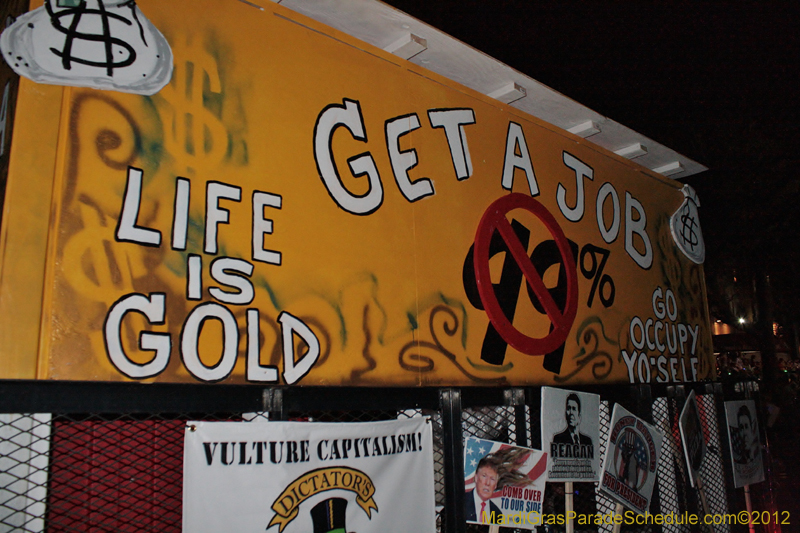 GET A JOB
LIFE
IS
GOLD
99%
GO
OCCUPY
YO'SELF
VULTURE CAPITALISM!
DICTATOR'S
COMB OVER
TO OUR SIDE
REAGAN
MardiGrasParadeSchedule.com©2012